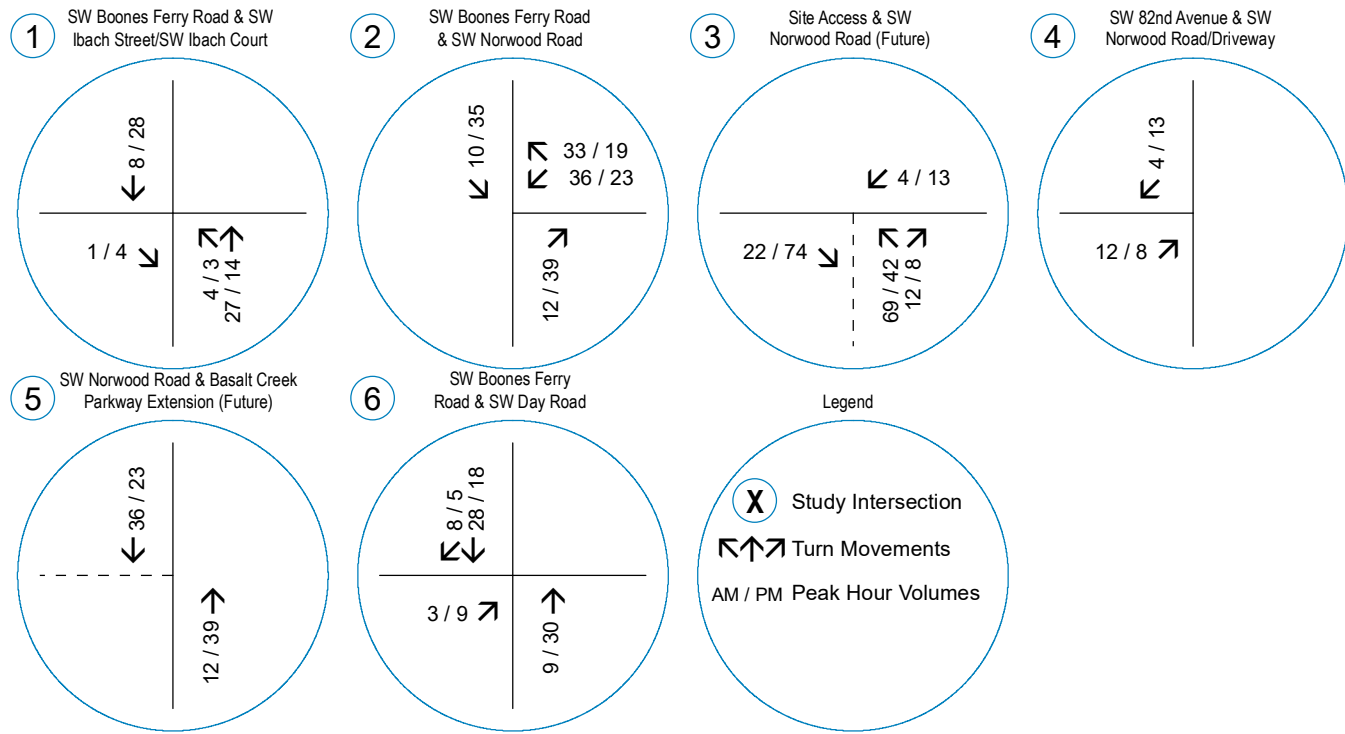 1
SW Boones Ferry Road & SW
Ibach Street/SW Ibach Court
8 / 28
1 / 4
4 / 3
27 / 14
2
SW Boones Ferry Road
& SW Norwood Road
10 / 35
33 / 19
36 / 23
12 / 39
3
Site Access & SW
Norwood Road (Future)
4 / 13
22 / 74
69 / 42
12 / 8
4
SW 82nd Avenue & SW
Norwood Road/Driveway
4 / 13
12 / 8
5
SW Norwood Road & Basalt Creek
Parkway Extension (Future)
36 / 23
12 / 39
6
SW Boones Ferry
Road & SW Day Road
8 / 5
28 / 18
3 / 9
9 / 30
Legend
X Study Intersection
Turn Movements
AM / PM Peak Hour Volumes